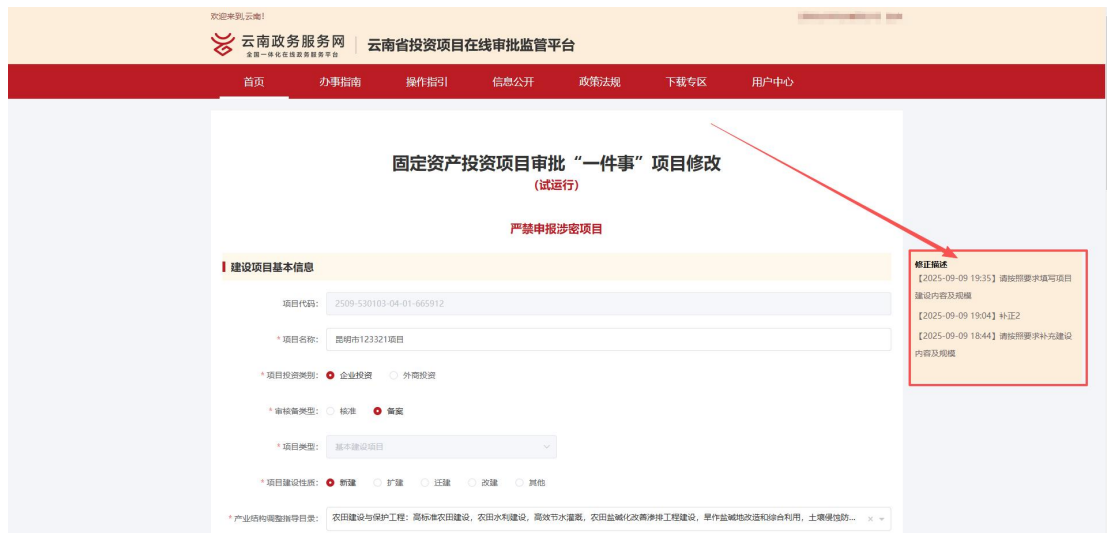 欢迎来到,云南!
云南政务服务网
全国一体化在线政务服务平台
云南省投资项目在线审批监管平台
首页 办事指南 操作指引 信息公开 政策法规 下载专区 用户中心
固定资产投资项目审批“一件事”项目修改
(试运行)
严禁申报涉密项目
建设项目基本信息
项目代码: 2509-530103-04-01-665912
* 项目名称: 昆明市123321项目
* 项目投资类别: 企业投资 外商投资
* 审核备类型: 核准 备案
* 项目类型: 基本建设项目
* 项目建设性质: 新建 扩建 迁建 改建 其他
* 产业结构调整指导目录: 农田建设与保护工程:高标准农田建设,农田水利建设,高效节水灌溉,农田盐碱化改善渗排工程建设,旱作盐碱地改造和综合利用,土壤侵蚀防...
修正描述
【2025-09-09 19:35】请按照要求填写项目
建设内容及规模
【2025-09-09 19:04】补正2
【2025-09-09 18:44】请按照要求补充建设
内容及规模